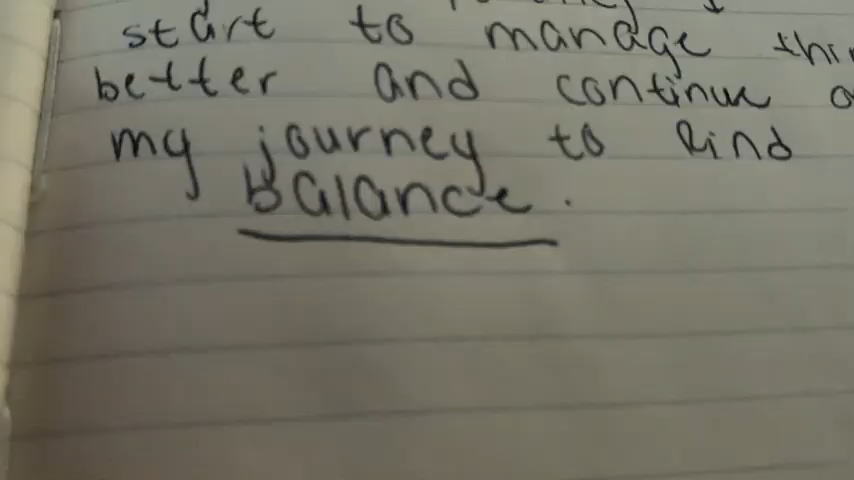 start to manage
better and continue
my journey to find
balance.